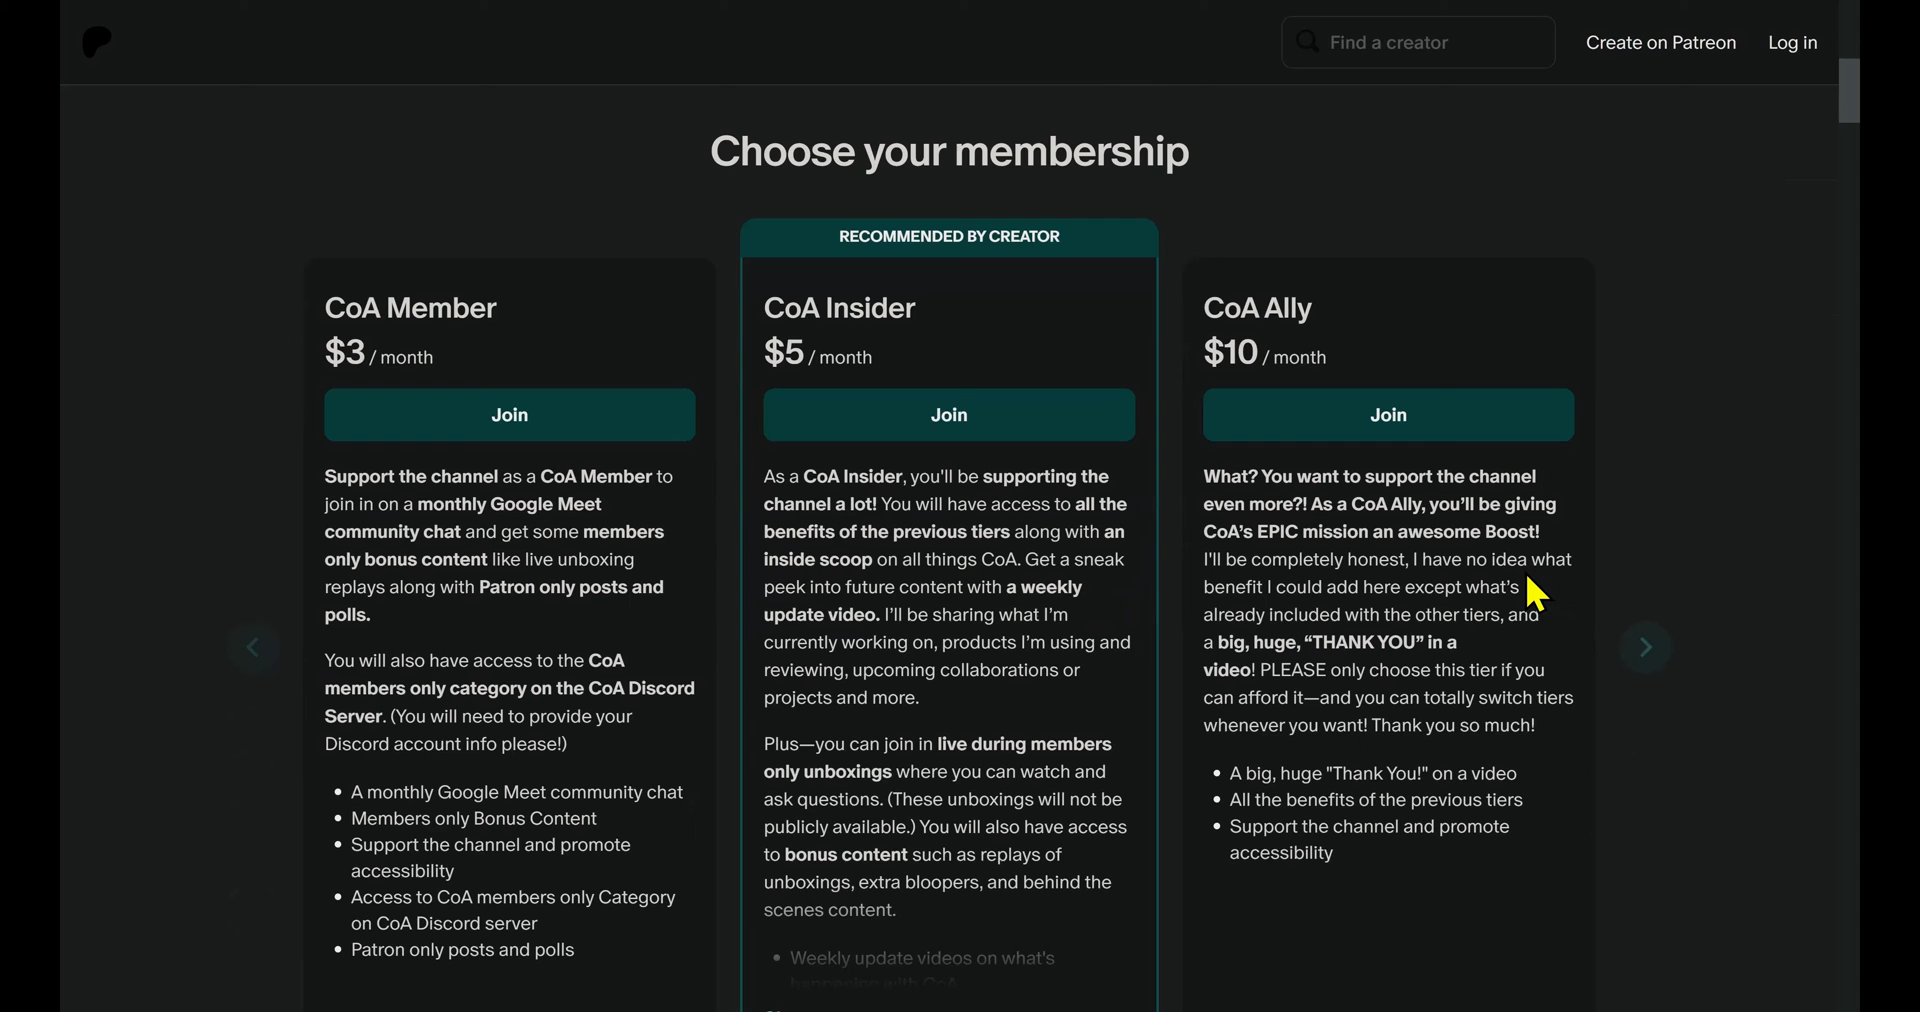 Find a creator
Create on Patreon
Log in
Choose your membership
RECOMMENDED BY CREATOR
CoA Member
$3 / month
Join
Support the channel as a CoA Member to
join in on a monthly Google Meet
community chat and get some members
only bonus content like live unboxing
replays along with Patron only posts and
polls.
You will also have access to the CoA
members only category on the CoA Discord
Server. (You will need to provide your
Discord account info please!)
• A monthly Google Meet community chat
• Members only Bonus Content
• Support the channel and promote
accessibility
• Access to CoA members only Category
on CoA Discord server
• Patron only posts and polls
CoA Insider
$5 / month
Join
As a CoA Insider, you'll be supporting the
channel a lot! You will have access to all the
benefits of the previous tiers along with an
inside scoop on all things CoA. Get a sneak
peek into future content with a weekly
update video. I’ll be sharing what I’m
currently working on, products I’m using and
reviewing, upcoming collaborations or
projects and more.
Plus—you can join in live during members
only unboxings where you can watch and
ask questions. (These unboxings will not be
publicly available.) You will also have access
to bonus content such as replays of
unboxings, extra bloopers, and behind the
scenes content.
• Weekly update videos on what's
happening with CoA
CoA Ally
$10 / month
Join
What? You want to support the channel
even more?! As a CoA Ally, you’ll be giving
CoA’s EPIC mission an awesome Boost!
I'll be completely honest, I have no idea what
benefit I could add here except what’s
already included with the other tiers, and
a big, huge, “THANK YOU” in a
video! PLEASE only choose this tier if you
can afford it—and you can totally switch tiers
whenever you want! Thank you so much!
• A big, huge "Thank You!" on a video
• All the benefits of the previous tiers
• Support the channel and promote
accessibility